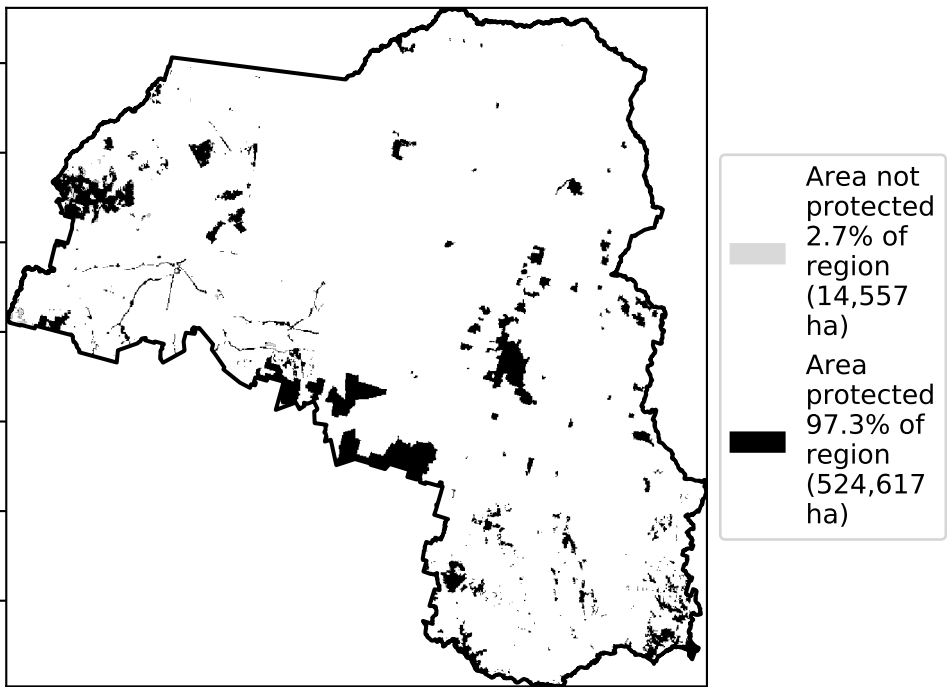 Area not
protected
2.7% of
region
(14,557
ha)
Area
protected
97.3% of
region
(524,617
ha)